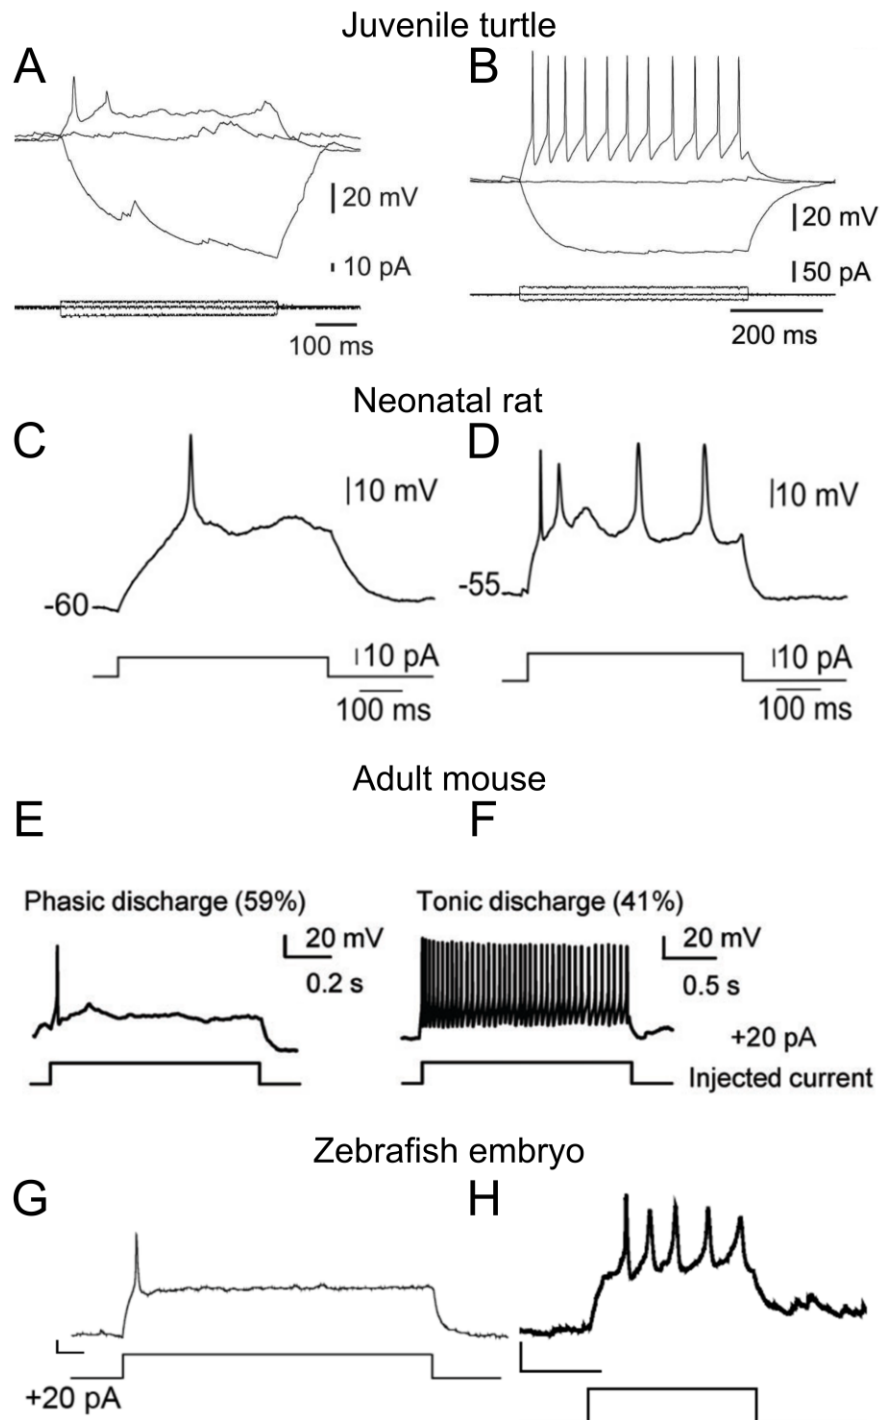 Juvenile turtle
A
B
20 mV
10 pA
100 ms
20 mV
50 pA
200 ms
Neonatal rat
C
D
10 mV
-60
10 pA
100 ms
10 mV
-55
10 pA
100 ms
Adult mouse
E
F
Phasic discharge (59%)
20 mV
0.2 s
Tonic discharge (41%)
20 mV
0.5 s
+20 pA
Injected current
Zebrafish embryo
G
H
+20 pA